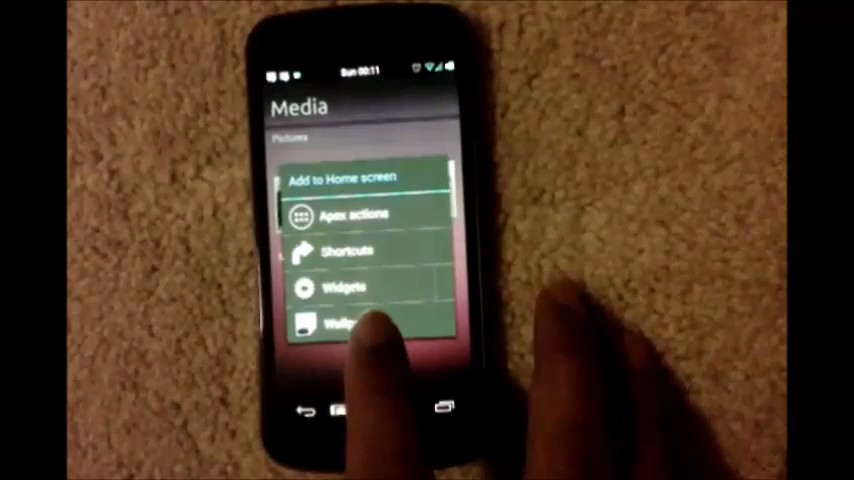 Sun 00:11
Media
Pictures
Add to Home screen
Apex actions
Shortcuts
Widgets